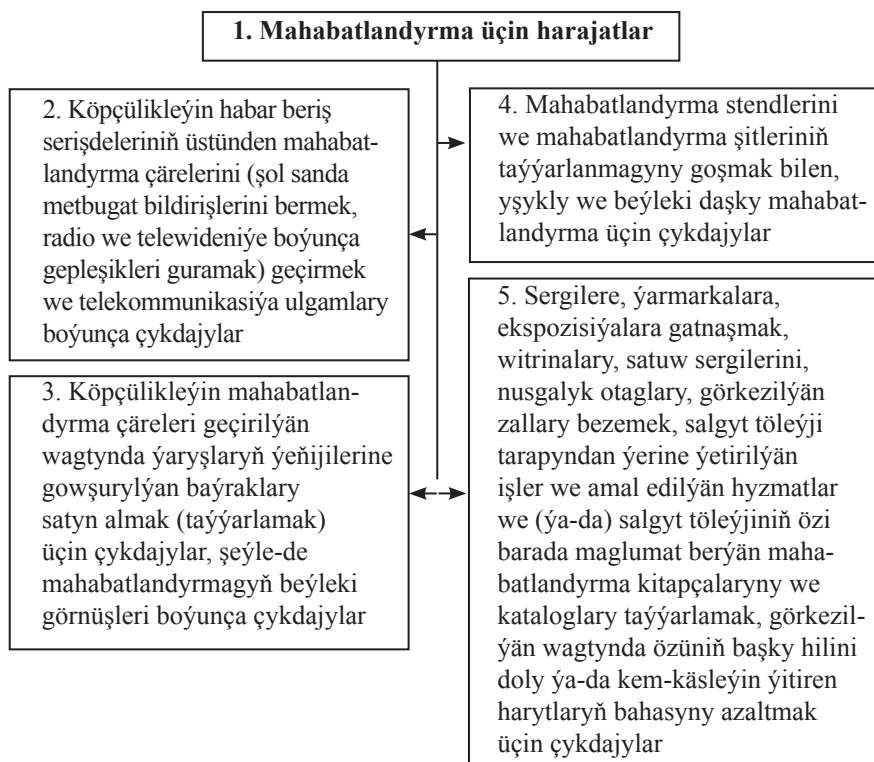 1. Mahabatlandyrma üçin harajatlar
2. Köpçülikleýin habar beriş
serişdeleriniň üstünden mahabat-
landyrma çärelerini (şol sanda
metbugat bildirişlerini bermek,
radio we telewideniýe boýunça
gepleşikleri guramak) geçirmek
we telekommunikasiýa ulgamlary
boýunça çykdajylar
3. Köpçülikleýin mahabatlan-
dyrma çäreleri geçirilýän
wagtynda ýaryşlaryň ýeňijilerine
gowşurylýan baýraklary
satyn almak (taýýarlamak)
üçin çykdajylar, şeýle-de
mahabatlandyrmagyň beýleki
görnüşleri boýunça çykdajylar
4. Mahabatlandyrma stendlerini
we mahabatlandyrma şitleriniň
taýýarlanmagyny goşmak bilen,
yşykly we beýleki daşky mahabat-
landyrma üçin çykdajylar
5. Sergilere, ýarmarkalara,
ekspozisiýalara gatnaşmak,
witrinalary, satuw sergilerini,
nusgalyk otaglary, görkezilýän
zallary bezemek, salgyt töleýji
tarapyndan ýerine ýetirilýän
işler we amal edilýän hyzmatlar
we (ýa-da) salgyt töleýjiniň özi
barada maglumat berýän maha-
batlandyrma kitapçalaryny we
kataloglary taýýarlamak, görkezil-
ýän wagtynda özüniň başky hilini
doly ýa-da kem-käsleýin ýitiren
harytlaryň bahasyny azaltmak
üçin çykdajylar